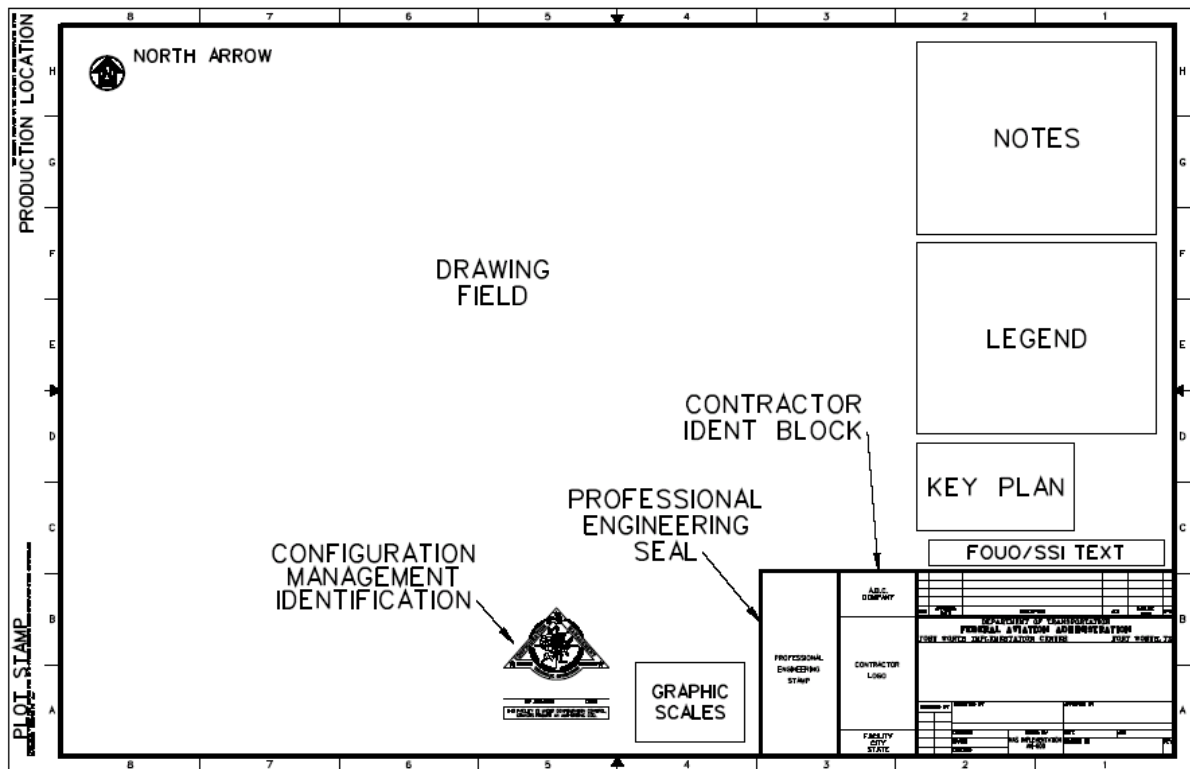 8 7 6 5 4 3 2 1
PRODUCTION LOCATION
NORTH ARROW
H
H
NOTES
G
G
F
F
DRAWING
FIELD
LEGEND
E
E
CONTRACTOR
IDENT BLOCK
D
D
KEY PLAN
PROFESSIONAL
ENGINEERING
SEAL
C
C
FOUO/SSI TEXT
CONFIGURATION
MANAGEMENT
IDENTIFICATION
A.B.C.
COMPANY
B
B
DEPARTMENT OF TRANSPORTATION
FEDERAL AVIATION ADMINISTRATION
PLOT STAMP
PROFESSIONAL
ENGINEERING
STAMP
CONTRACTOR
LOGO
GRAPHIC
SCALES
A
A
FACILITY
CITY
STATE
8 7 6 5 4 3 2 1